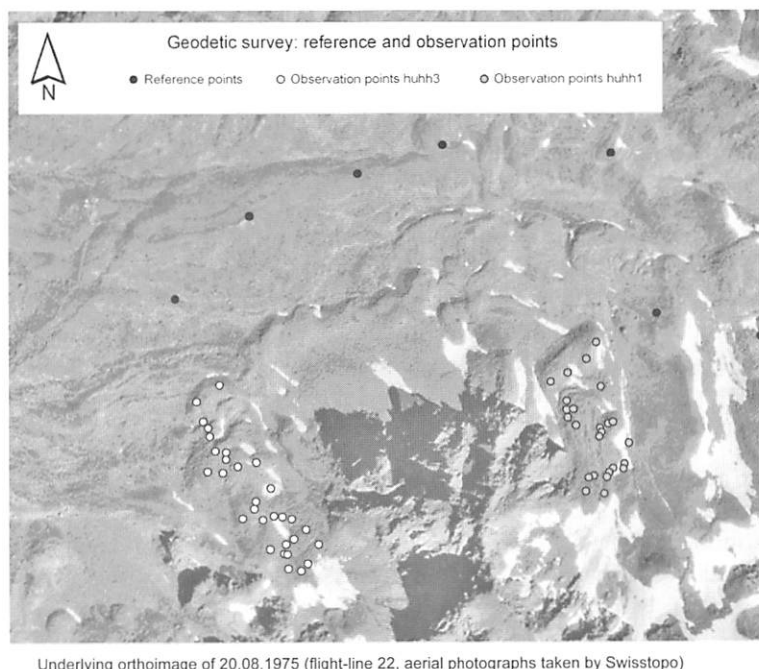 Geodetic survey: reference and observation points
N
Reference points
Observation points huhh3
Observation points huhh1
Underlying orthoimage of 20.08.1975 (flight-line 22, aerial photographs taken by Swisstopo)